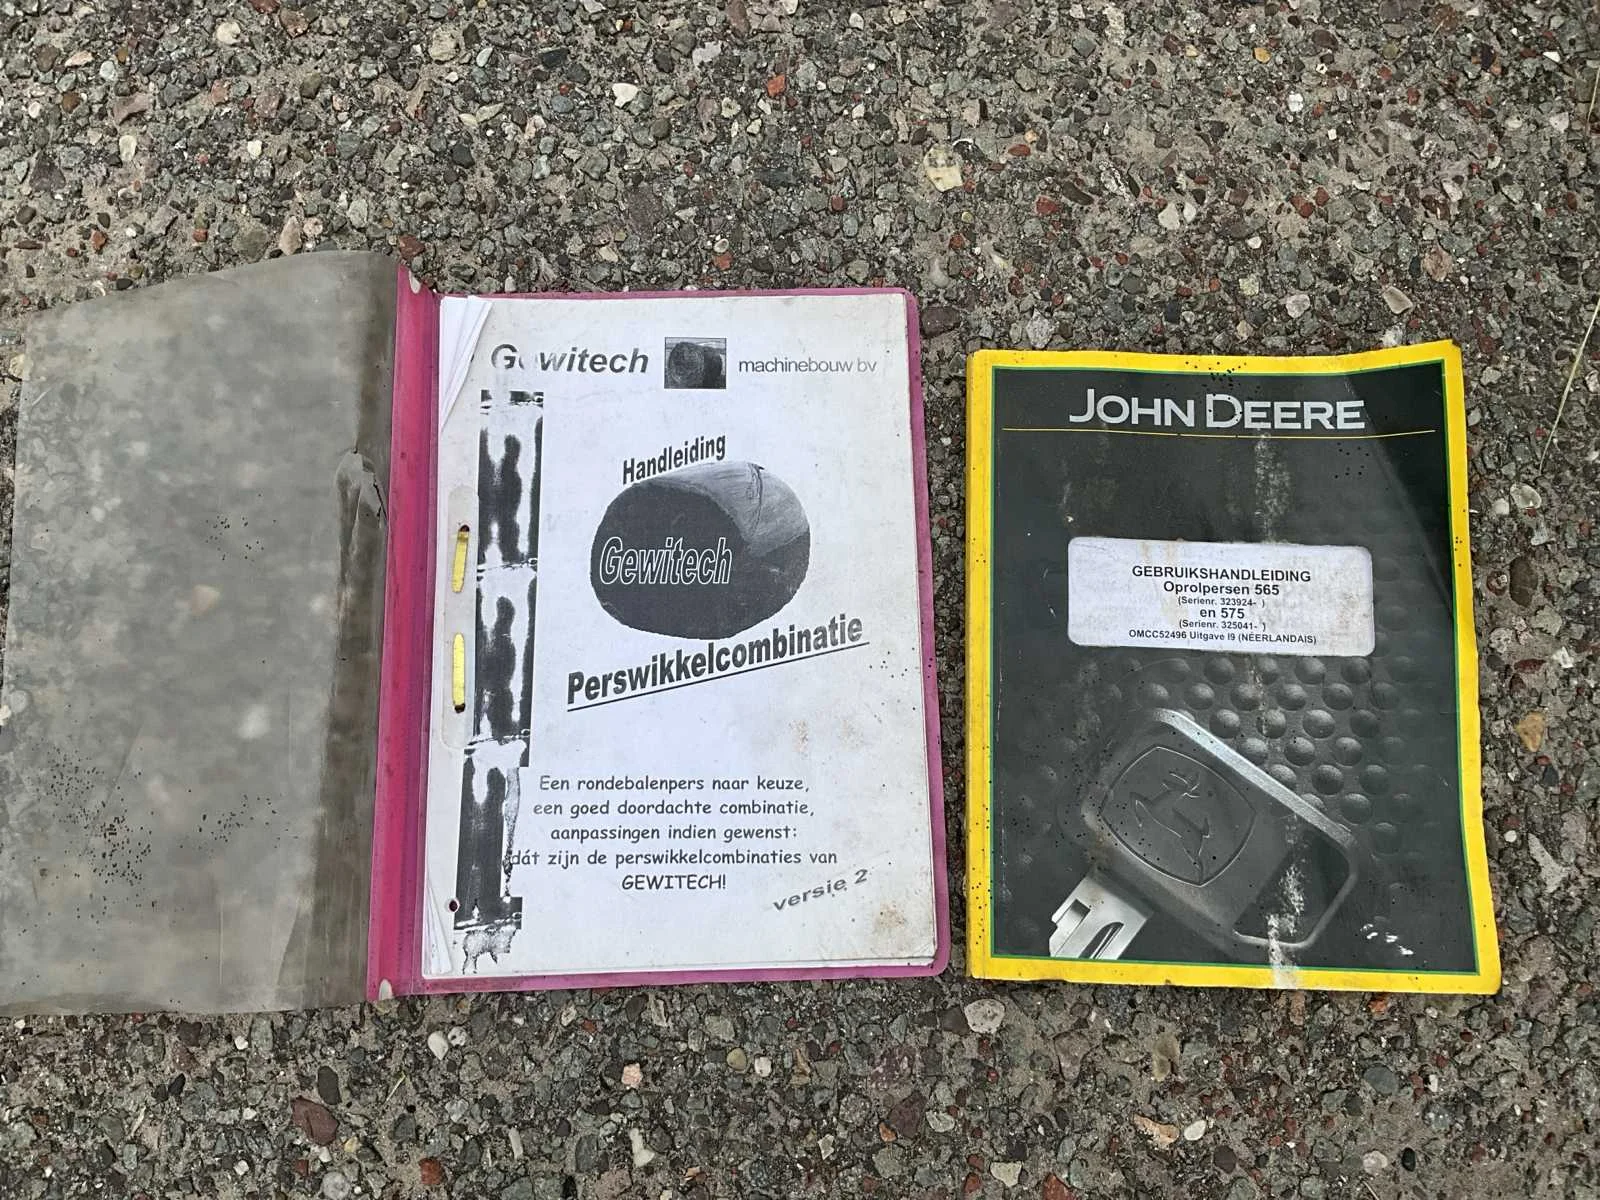 Gewitech machinebouw bv
Handleiding
Gewitech
Perswikkelcombinatie
Een rondebalenpers naar keuze,
een goed doordachte combinatie,
aanpassingen indien gewenst:
dát zijn de perswikkelcombinaties van
GEWITECH!
versie 2
JOHN DEERE
GEBRUIKSHANDLEIDING
Oprolpersen 565
(Serienr. 323924- )
en 575
(Serienr. 325041- )
OMCC52496 Uitgave I9 (NÉERLANDAIS)